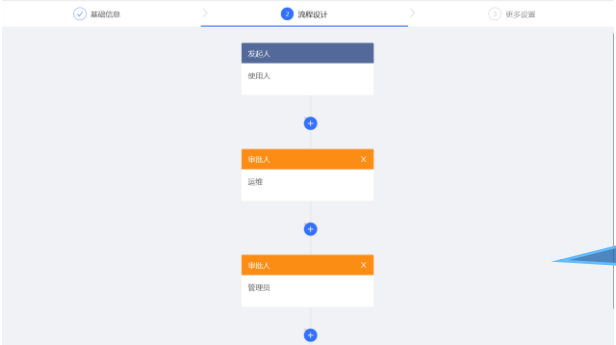 基础信息
2 流程设计
3 更多设置
发起人
使用人
审批人
运维
审批人
管理员